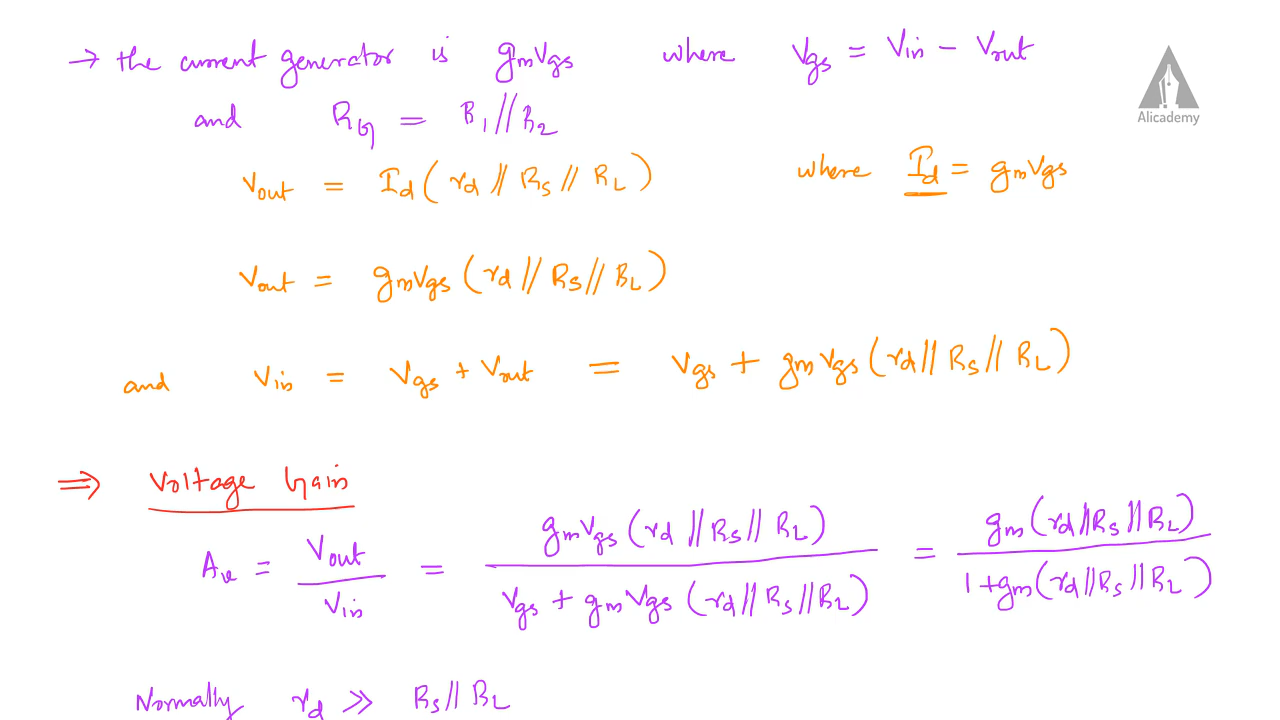 → the current generator is gmVgs where Vgs = Vin − Vout
Alicademy
and RG = R1//R2
Vout = Id(rd // Rs // RL) where Id = gmVgs
Vout = gmVgs (rd // Rs // RL)
and Vin = Vgs + Vout = Vgs + gmVgs (rd // Rs // RL)
⇒ Voltage Gain
Av = Vout / Vin = gmVgs (rd // Rs // RL) / Vgs + gmVgs (rd // Rs // RL) = gm (rd // Rs // RL) / 1 + gm (rd // Rs // RL)
Normally rd ≫ Rs // RL